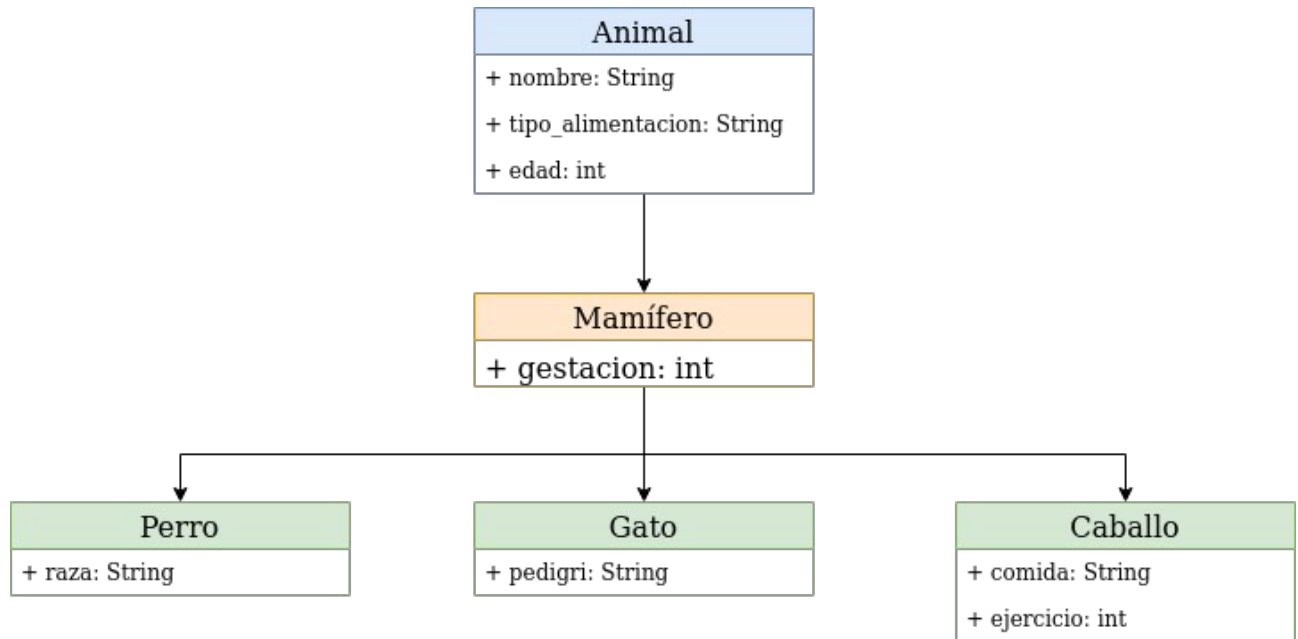 Animal
+ nombre: String
+ tipo_alimentacion: String
+ edad: int
Mamífero
+ gestacion: int
Perro
+ raza: String
Gato
+ pedigri: String
Caballo
+ comida: String
+ ejercicio: int